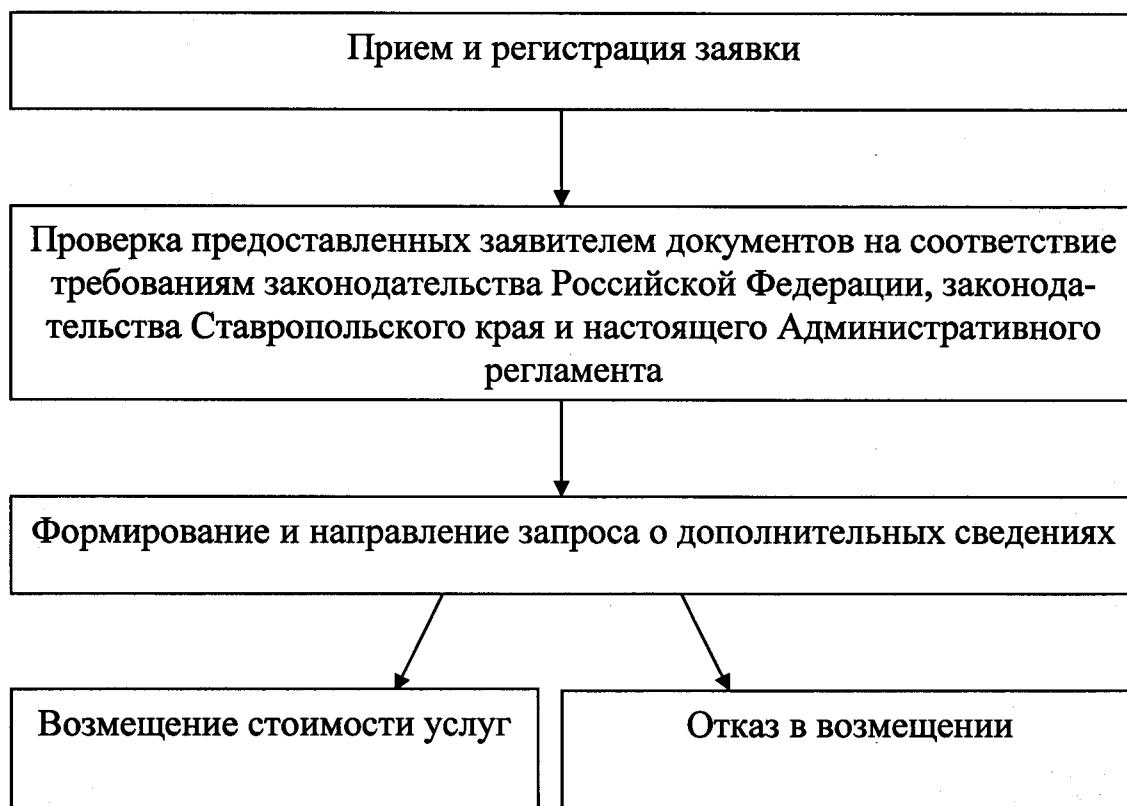 Прием и регистрация заявки
Проверка предоставленных заявителем документов на соответствие
требованиям законодательства Российской Федерации, законода-
тельства Ставропольского края и настоящего Административного
регламента
Формирование и направление запроса о дополнительных сведениях
Возмещение стоимости услуг
Отказ в возмещении